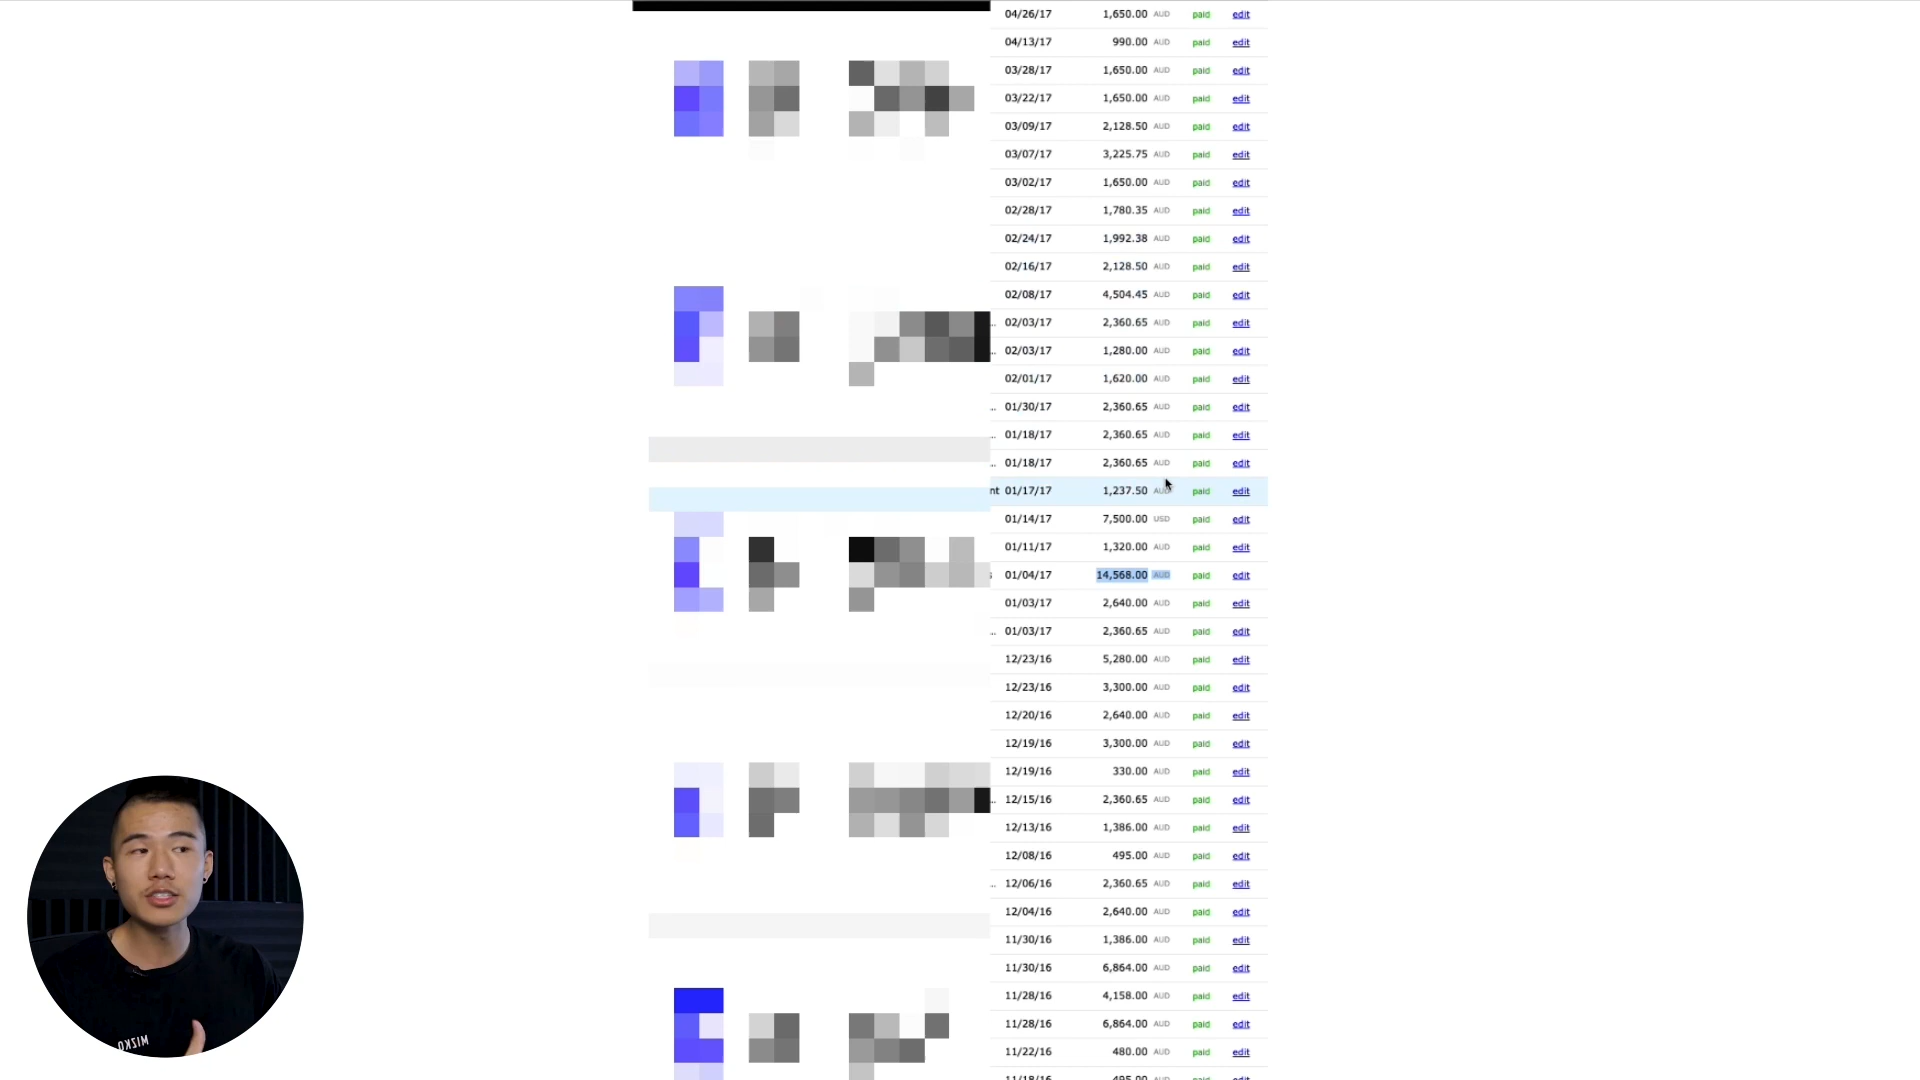 04/26/17 1,650.00 AUD paid edit
04/13/17 990.00 AUD paid edit
03/28/17 1,650.00 AUD paid edit
03/22/17 1,650.00 AUD paid edit
03/09/17 2,128.50 AUD paid edit
03/07/17 3,225.75 AUD paid edit
03/02/17 1,650.00 AUD paid edit
02/28/17 1,780.35 AUD paid edit
02/24/17 1,992.38 AUD paid edit
02/16/17 2,128.50 AUD paid edit
02/08/17 4,504.45 AUD paid edit
.. 02/03/17 2,360.65 AUD paid edit
.. 02/03/17 1,280.00 AUD paid edit
02/01/17 1,620.00 AUD paid edit
.. 01/30/17 2,360.65 AUD paid edit
.. 01/18/17 2,360.65 AUD paid edit
.. 01/18/17 2,360.65 AUD paid edit
nt 01/17/17 1,237.50 AUD paid edit
01/14/17 7,500.00 USD paid edit
01/11/17 1,320.00 AUD paid edit
01/04/17 14,568.00 AUD paid edit
01/03/17 2,640.00 AUD paid edit
.. 01/03/17 2,360.65 AUD paid edit
12/23/16 5,280.00 AUD paid edit
12/23/16 3,300.00 AUD paid edit
12/20/16 2,640.00 AUD paid edit
12/19/16 3,300.00 AUD paid edit
12/19/16 330.00 AUD paid edit
.. 12/15/16 2,360.65 AUD paid edit
12/13/16 1,386.00 AUD paid edit
12/08/16 495.00 AUD paid edit
.. 12/06/16 2,360.65 AUD paid edit
12/04/16 2,640.00 AUD paid edit
11/30/16 1,386.00 AUD paid edit
11/30/16 6,864.00 AUD paid edit
11/28/16 4,158.00 AUD paid edit
11/28/16 6,864.00 AUD paid edit
11/22/16 480.00 AUD paid edit
11/18/16 495.00 AUD paid edit
MIZKO